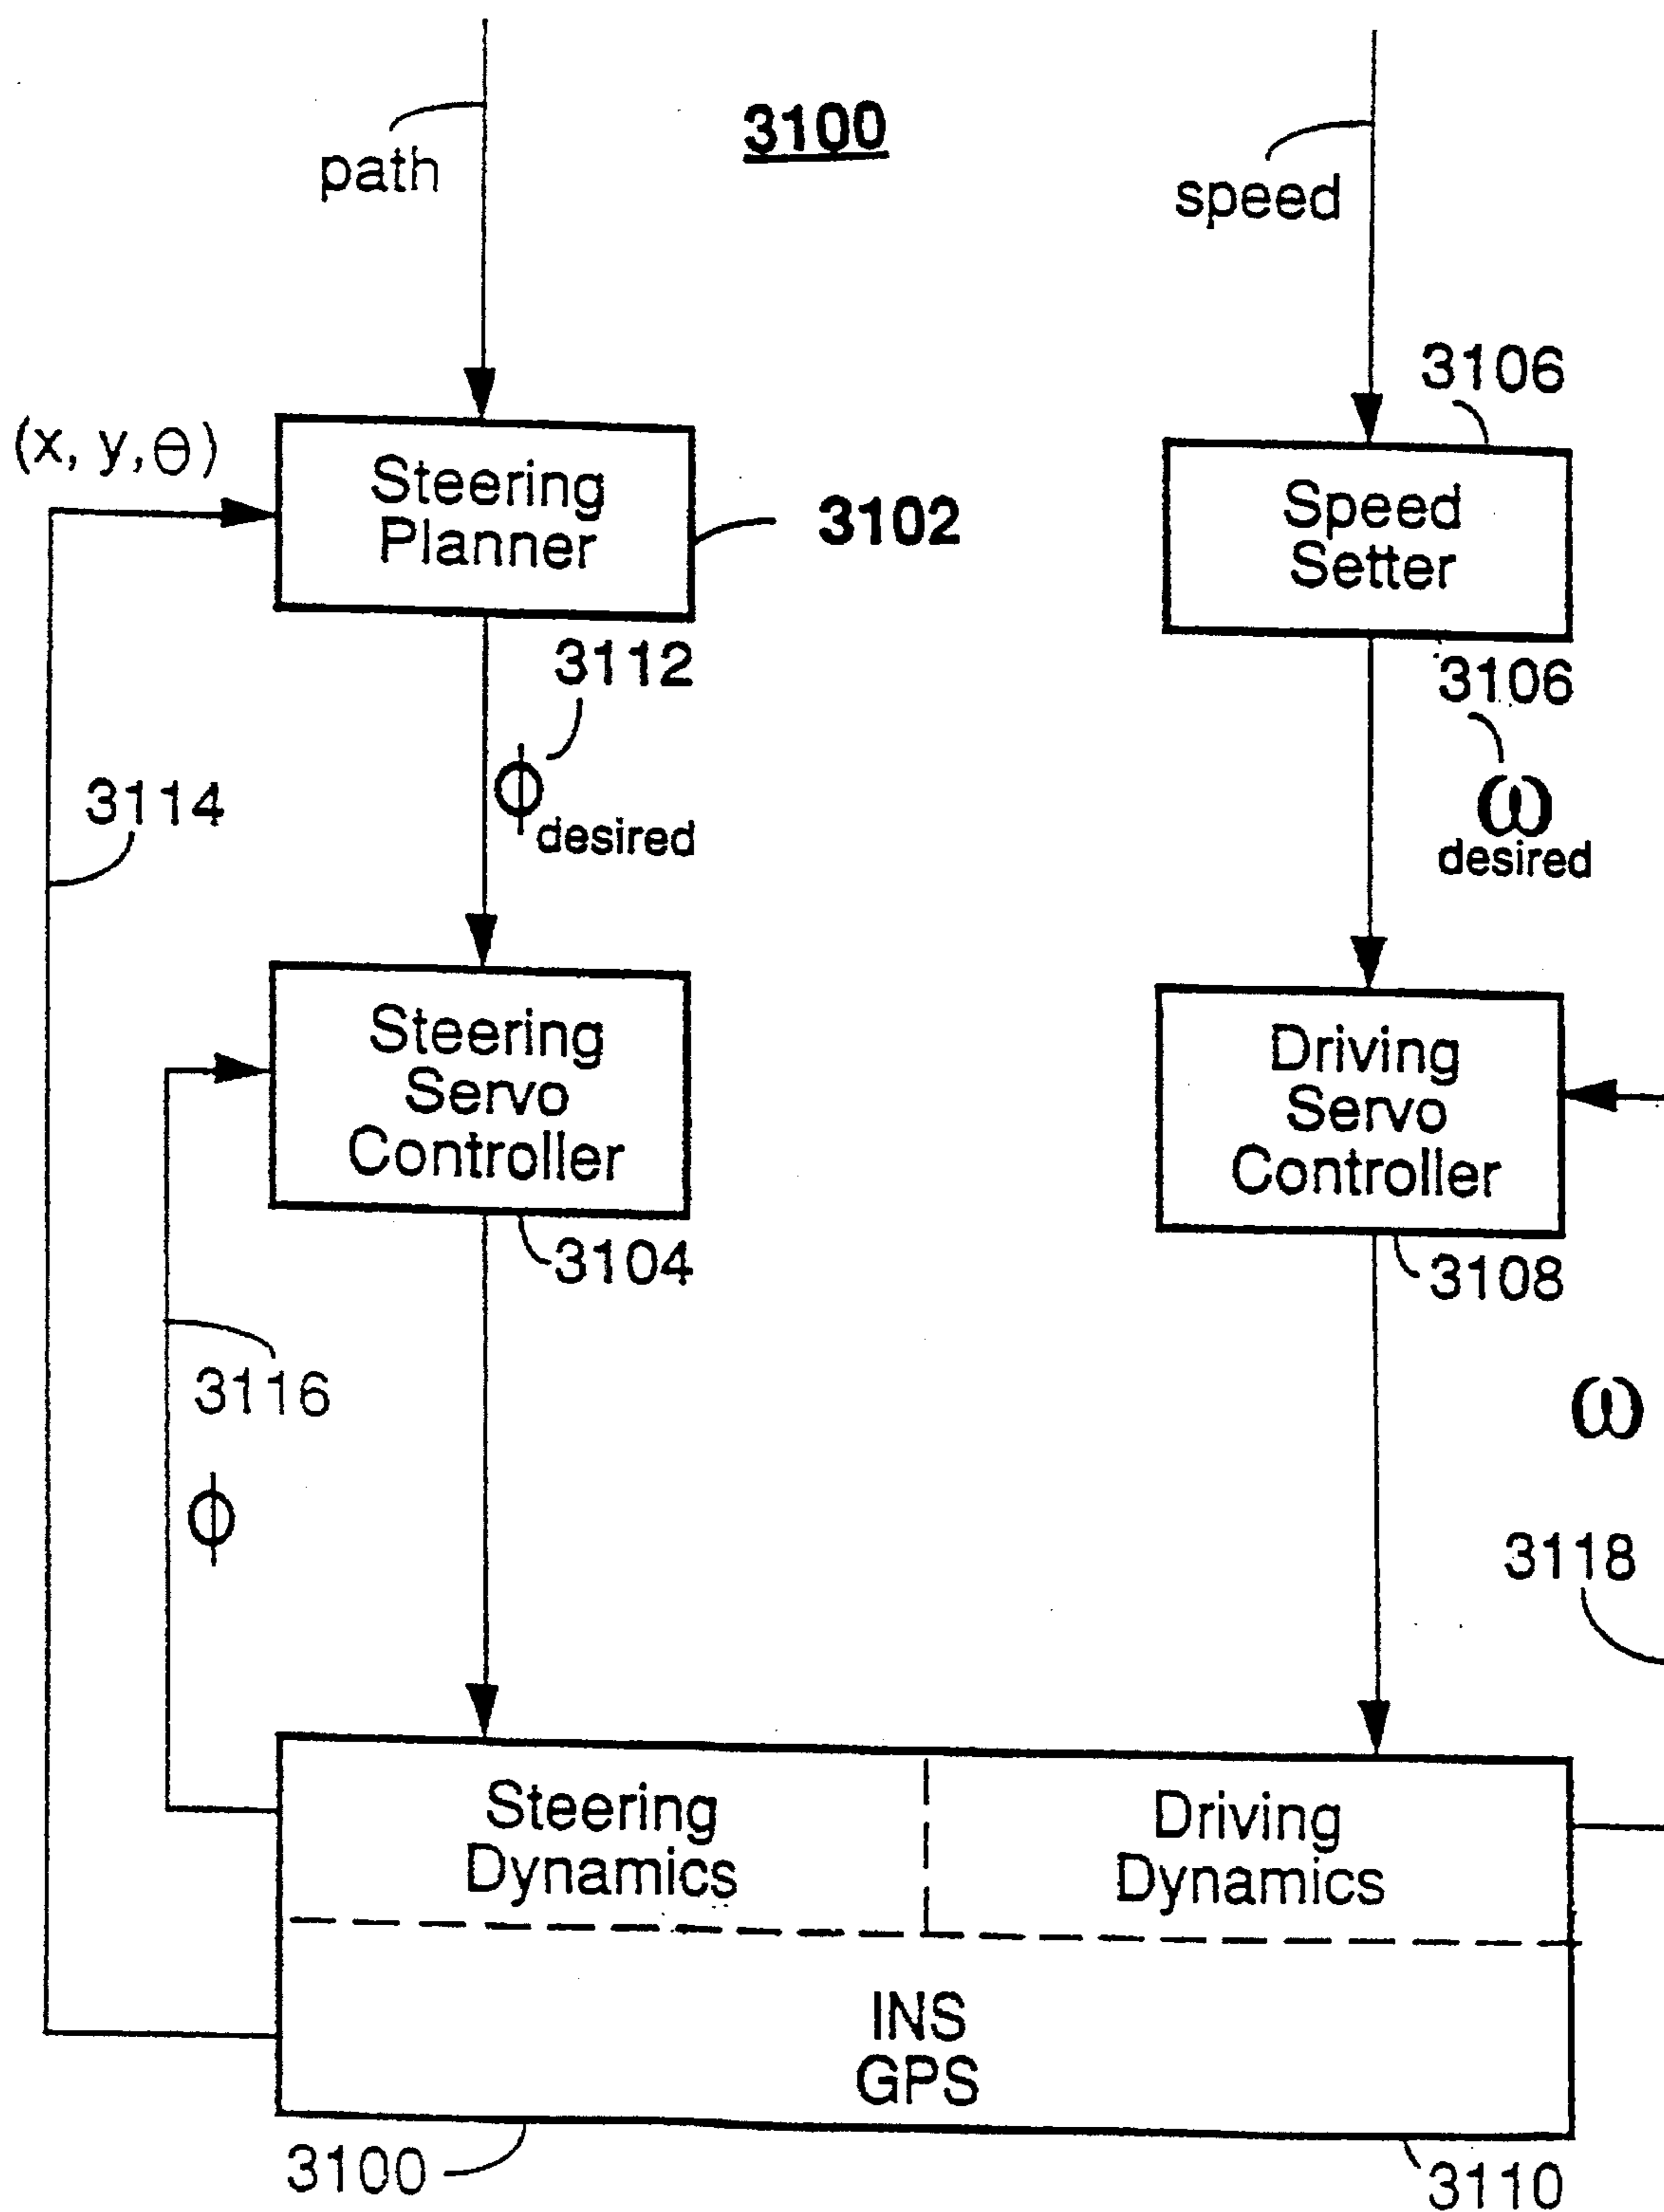 3100
path
speed
3106
(x, y, θ)
Steering
Planner
3102
Speed
Setter
3112
3106
ϕ
desired
ω
desired
3114
Steering
Servo
Controller
Driving
Servo
Controller
3104
3108
3116
ω
ϕ
3118
Steering
Dynamics
Driving
Dynamics
INS
GPS
3100
3110